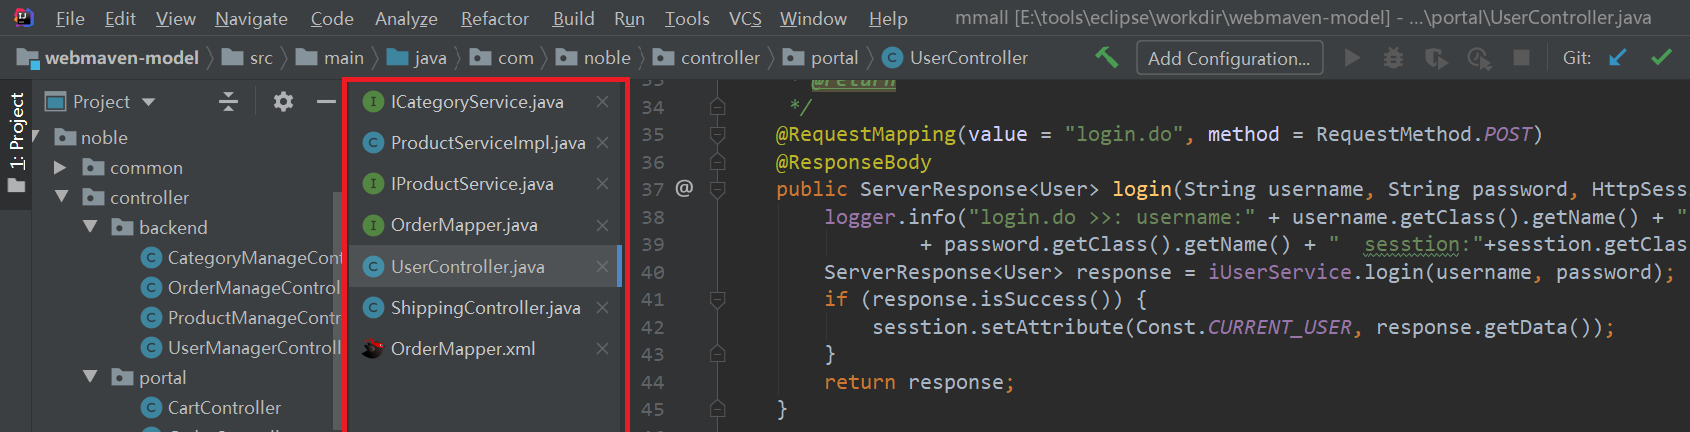 File Edit View Navigate Code Analyze Refactor Build Run Tools VCS Window Help mmall [E:\tools\eclipse\workdir\webmaven-model] - ...\portal\UserController.java
webmaven-model src main java com noble controller portal UserController Add Configuration... Git:
1: Project
Project
noble
common
controller
backend
CategoryManageCont
OrderManageControl
ProductManageContr
UserManagerControll
portal
CartController
ICategoryService.java
ProductServiceImpl.java
IProductService.java
OrderMapper.java
UserController.java
ShippingController.java
OrderMapper.xml
33 @return
34 */
35 @RequestMapping(value = "login.do", method = RequestMethod.POST)
36 @ResponseBody
37 @ public ServerResponse<User> login(String username, String password, HttpSess
38 logger.info("login.do >>: username:" + username.getClass().getName() + "
39 + password.getClass().getName() + "  sesstion:"+sesstion.getClas
40 ServerResponse<User> response = iUserService.login(username, password);
41 if (response.isSuccess()) {
42 sesstion.setAttribute(Const.CURRENT_USER, response.getData());
43 }
44 return response;
45 }